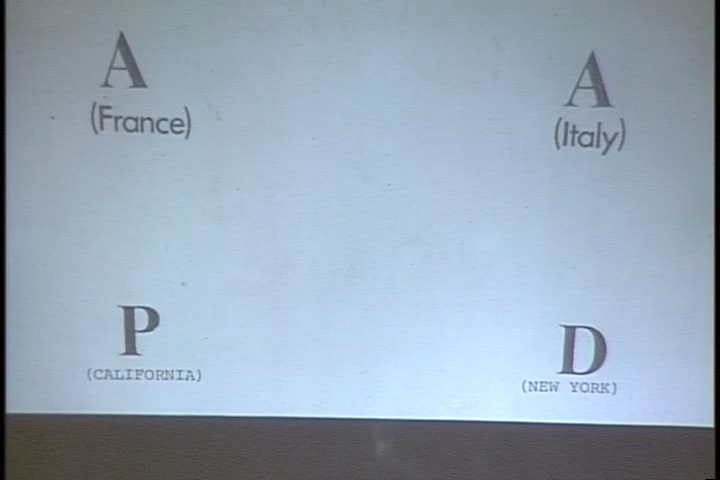 A
(France)
A
(Italy)
P
(CALIFORNIA)
D
(NEW YORK)